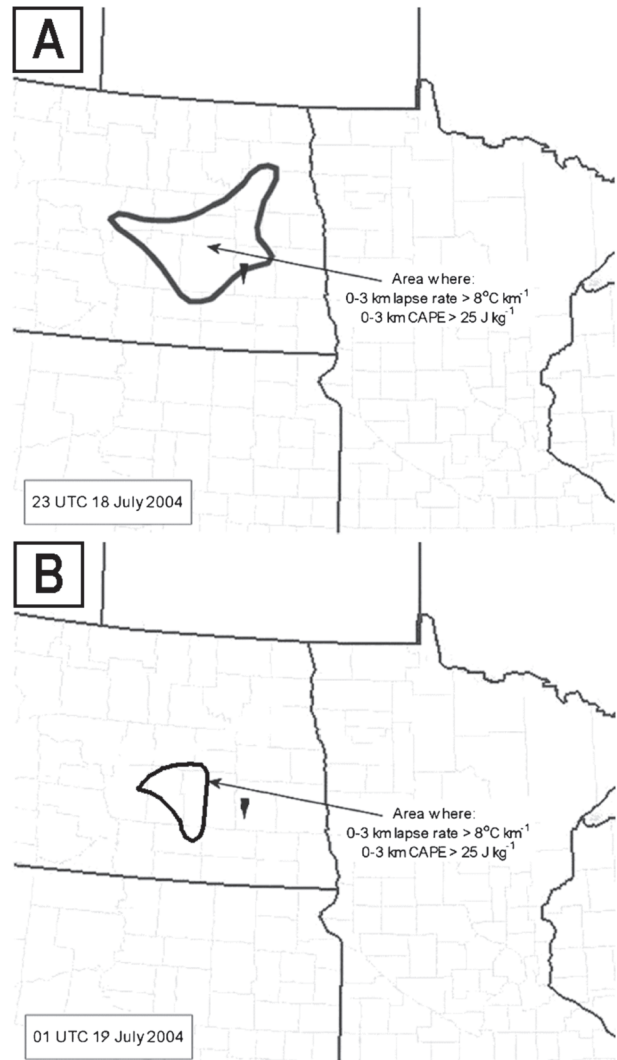 A
Area where:
0-3 km lapse rate > 8°C km⁻¹
0-3 km CAPE > 25 J kg⁻¹
23 UTC 18 July 2004
B
Area where:
0-3 km lapse rate > 8°C km⁻¹
0-3 km CAPE > 25 J kg⁻¹
01 UTC 19 July 2004